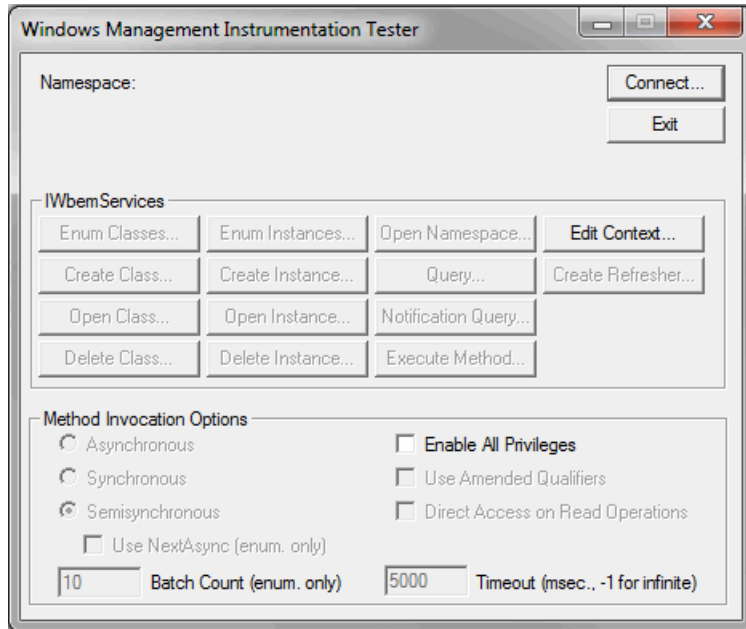 Windows Management Instrumentation Tester
Namespace:
Connect...
Exit
IWbemServices
Enum Classes... Enum Instances... Open Namespace... Edit Context...
Create Class... Create Instance... Query... Create Refresher...
Open Class... Open Instance... Notification Query...
Delete Class... Delete Instance... Execute Method...
Method Invocation Options
Asynchronous Enable All Privileges
Synchronous Use Amended Qualifiers
Semisynchronous Direct Access on Read Operations
Use NextAsync (enum. only)
10 Batch Count (enum. only) 5000 Timeout (msec., -1 for infinite)